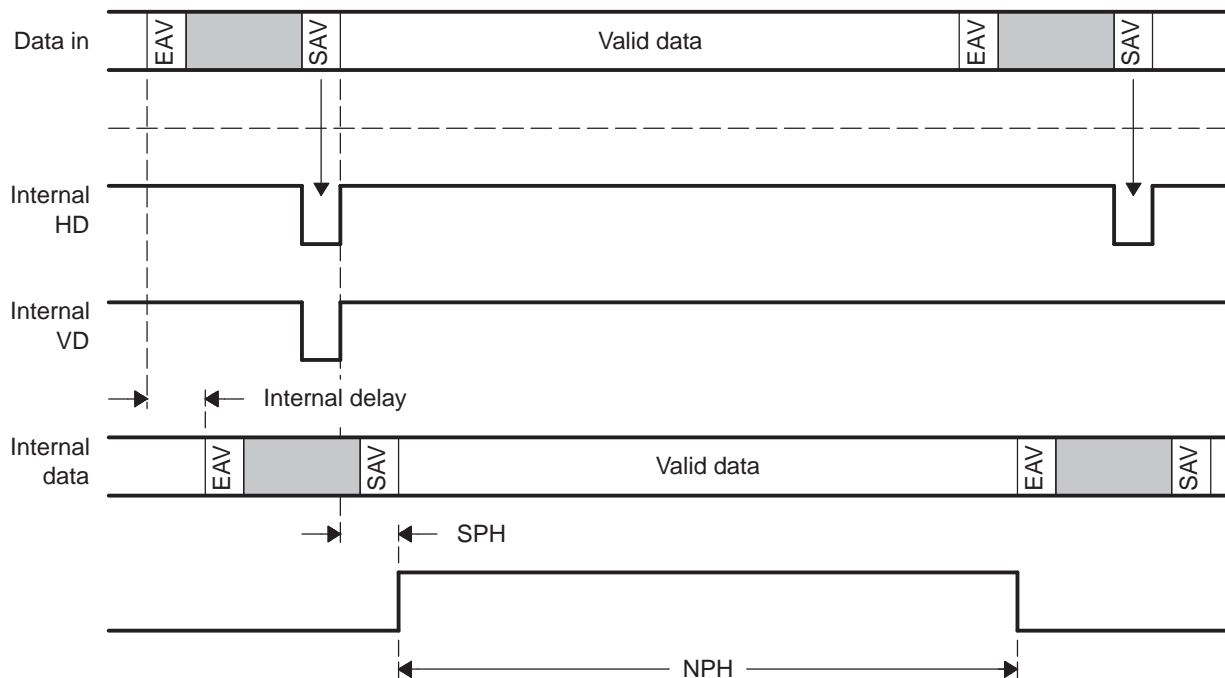 Data in
EAV
SAV
Valid data
EAV
SAV
Internal
HD
Internal
VD
Internal delay
Internal
data
EAV
SAV
Valid data
EAV
SAV
SPH
NPH